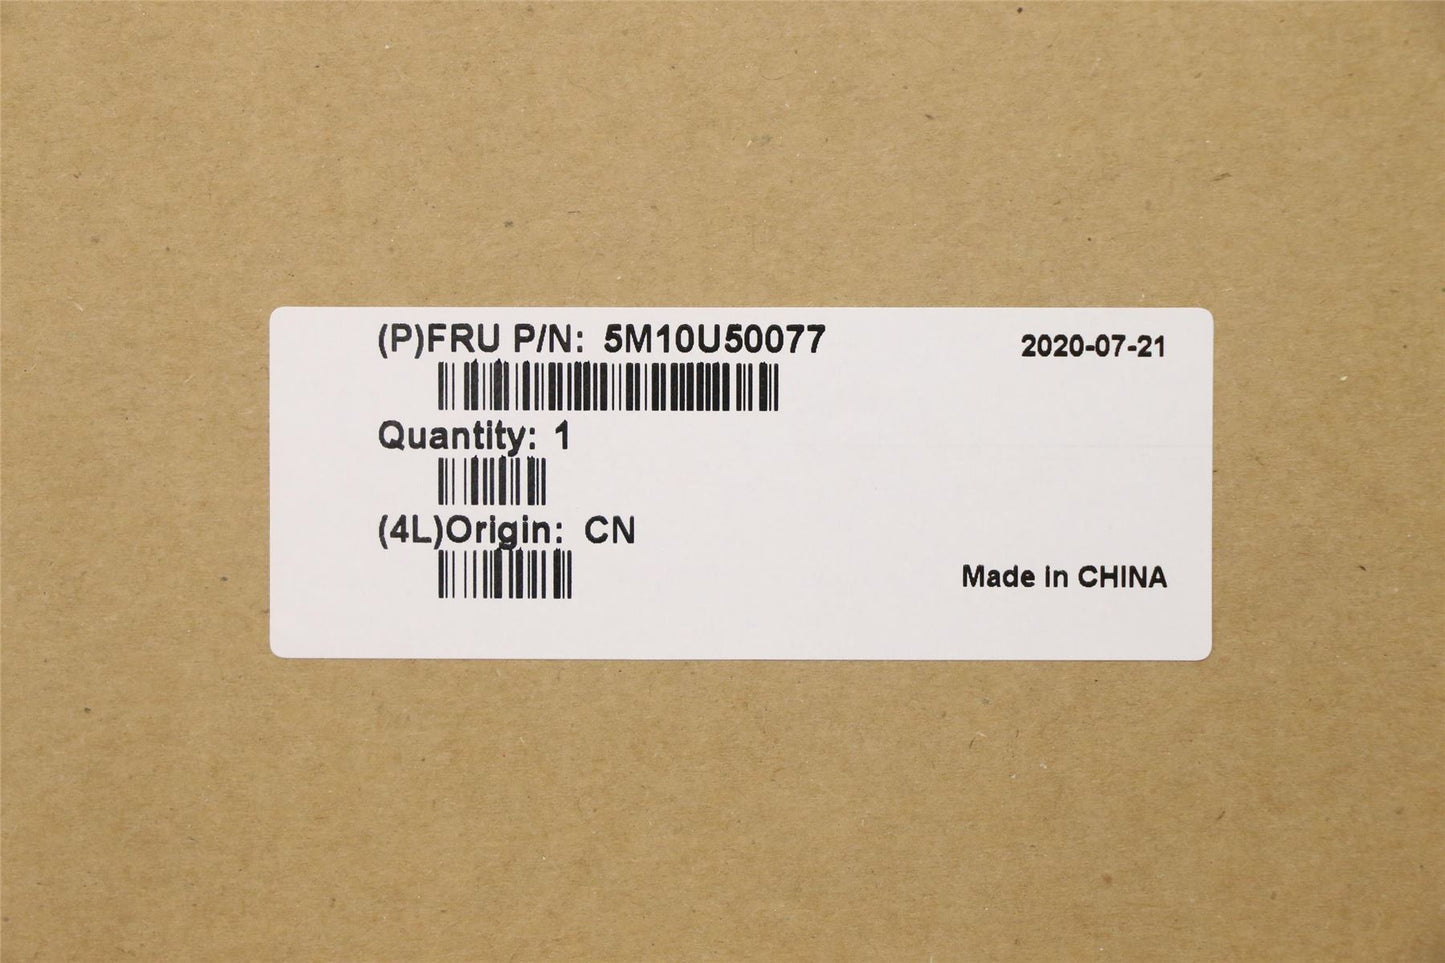 (P)FRU P/N: 5M10U50077
2020-07-21
Quantity: 1
(4L)Origin: CN
Made in CHINA